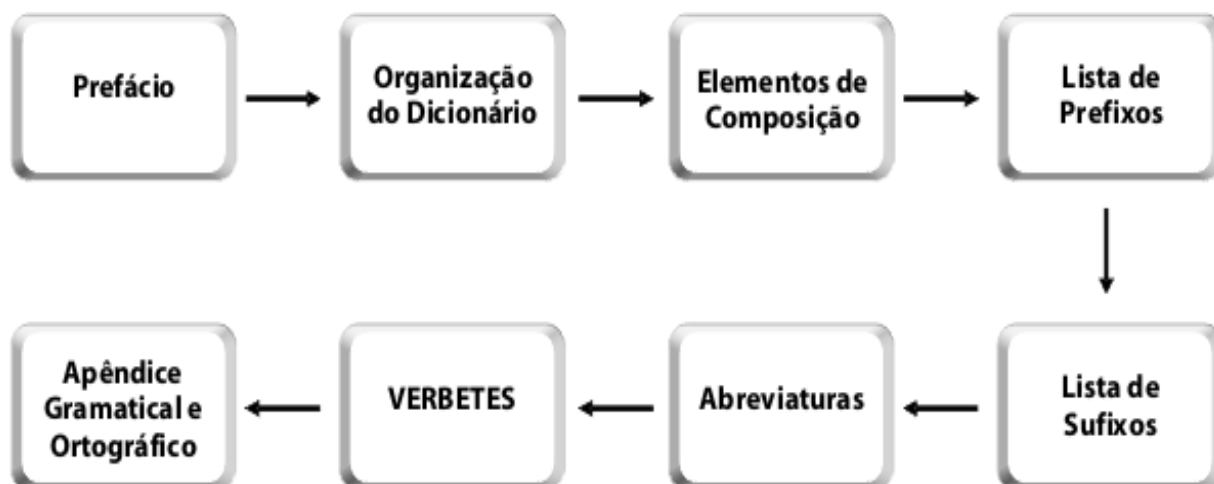 Prefácio
Organização
do Dicionário
Elementos de
Composição
Lista de
Prefixos
Lista de
Sufixos
Abreviaturas
VERBETES
Apêndice
Gramatical e
Ortográfico